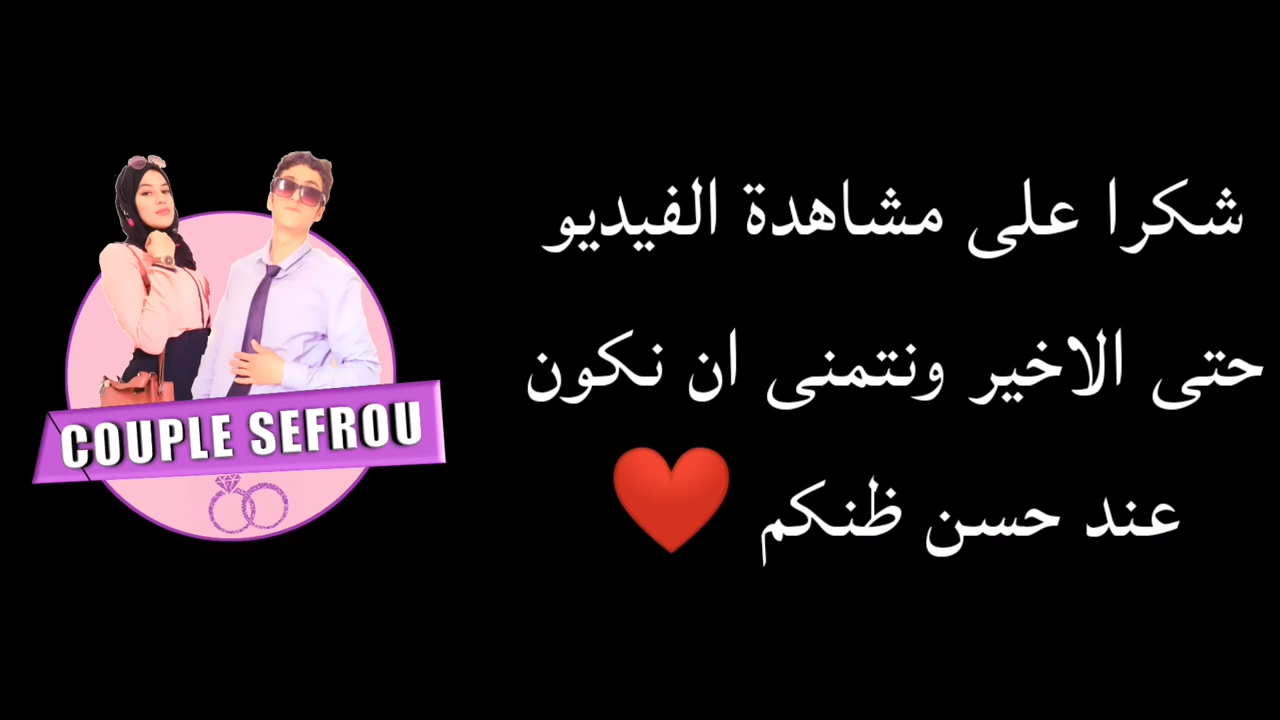 شكرا على مشاهدة الفيديو
حتى الاخير ونتمنى ان نكون
عند حسن ظنكم ❤️
COUPLE SEFROU